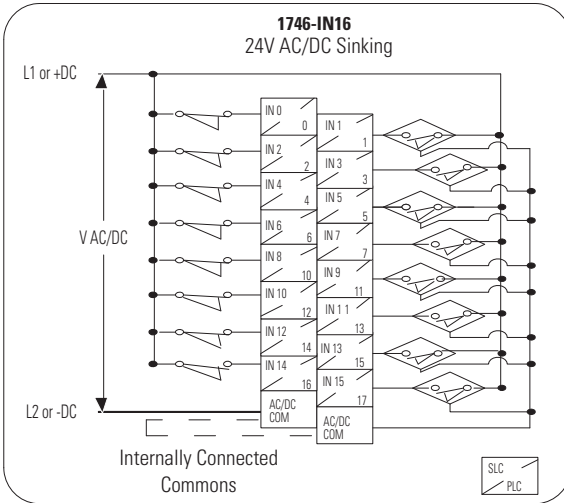 1746-IN16
24V AC/DC Sinking
L1 or +DC
V AC/DC
L2 or -DC
IN 0
0
IN 1
1
IN 2
2
IN 3
3
IN 4
4
IN 5
5
IN 6
6
IN 7
7
IN 8
10
IN 9
11
IN 10
12
IN 1 1
13
IN 12
14
IN 13
15
IN 14
16
IN 15
17
AC/DC
COM
AC/DC
COM
Internally Connected
Commons
SLC
PLC